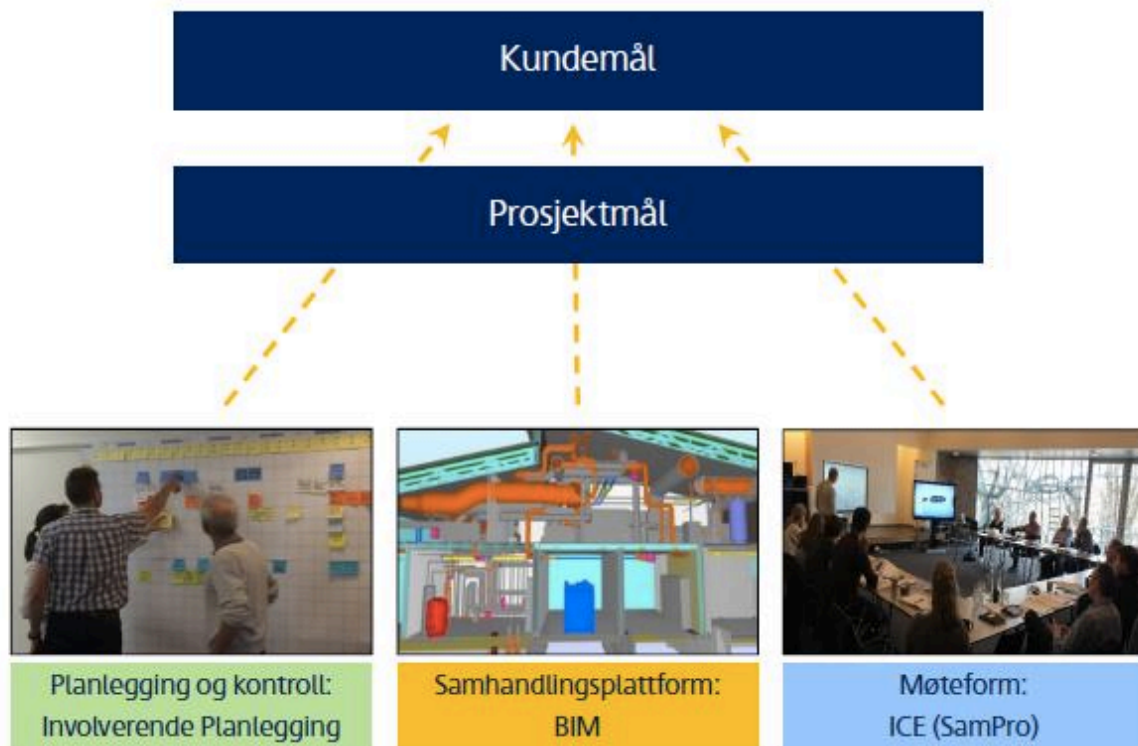 Kundemål
Prosjektmål
Planlegging og kontroll:
Involverende Planlegging
Samhandlingsplattform:
BIM
Møteform:
ICE (SamPro)